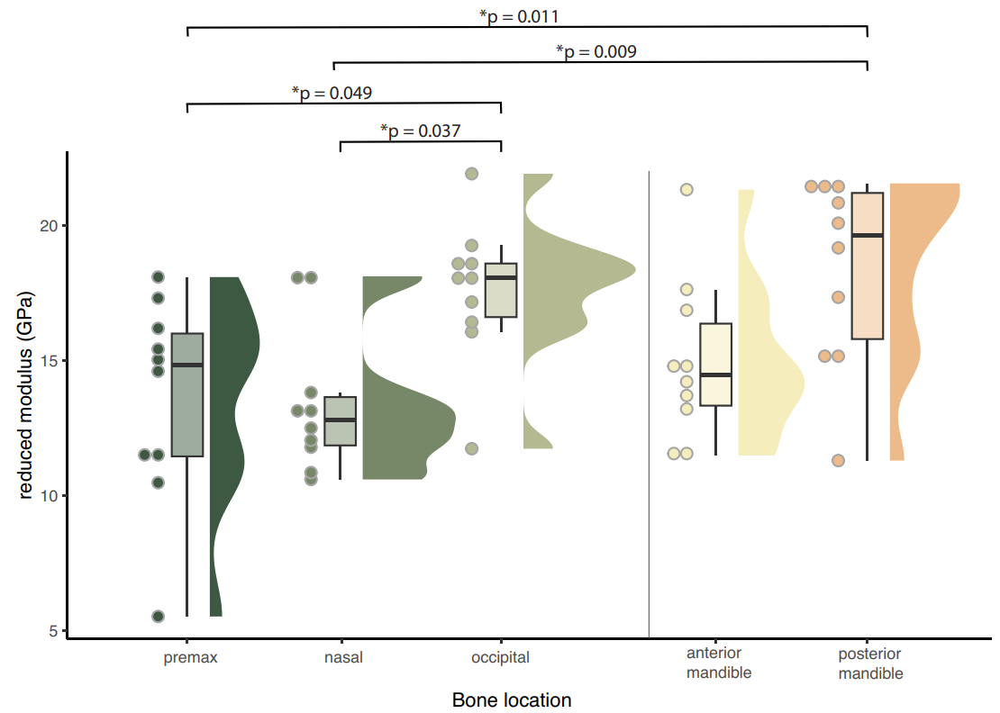 *p = 0.011
*p = 0.009
*p = 0.049
*p = 0.037
reduced modulus (GPa)
20
15
10
5
premax
nasal
occipital
anterior
mandible
posterior
mandible
Bone location